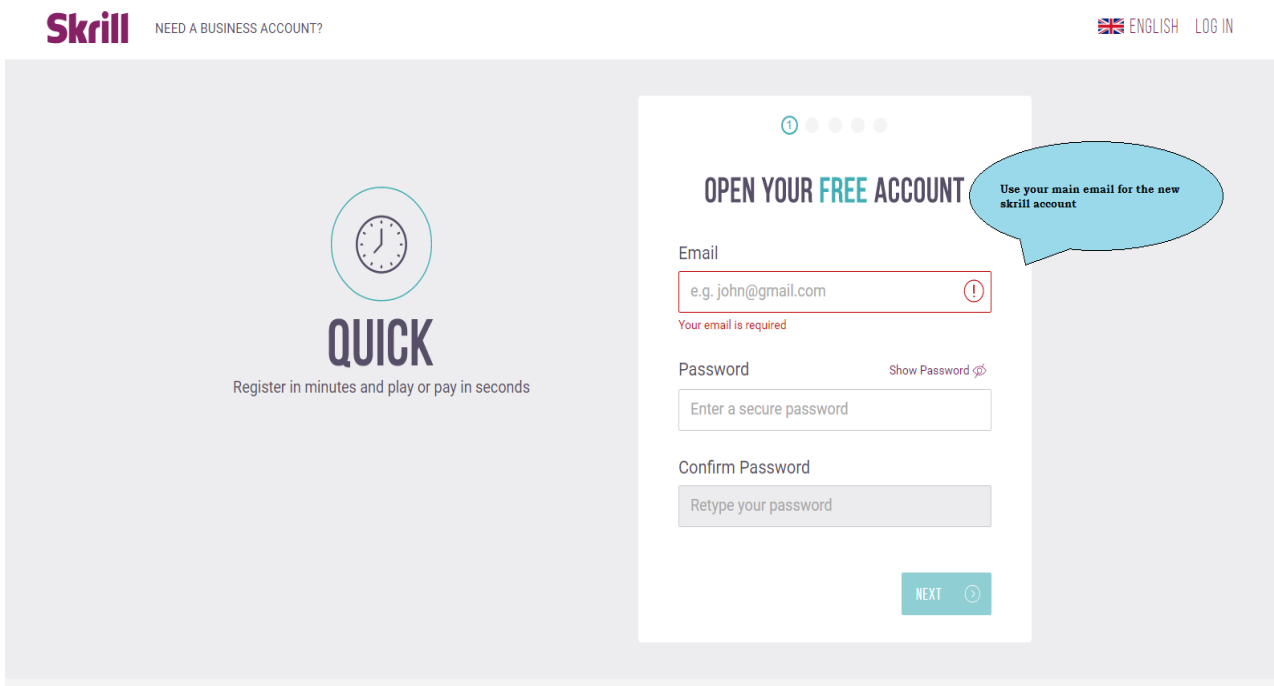 Skrill NEED A BUSINESS ACCOUNT? ENGLISH LOG IN
1
OPEN YOUR FREE ACCOUNT
Use your main email for the new
skrill account
Email
e.g. john@gmail.com
Your email is required
QUICK
Register in minutes and play or pay in seconds
Password Show Password
Enter a secure password
Confirm Password
Retype your password
NEXT